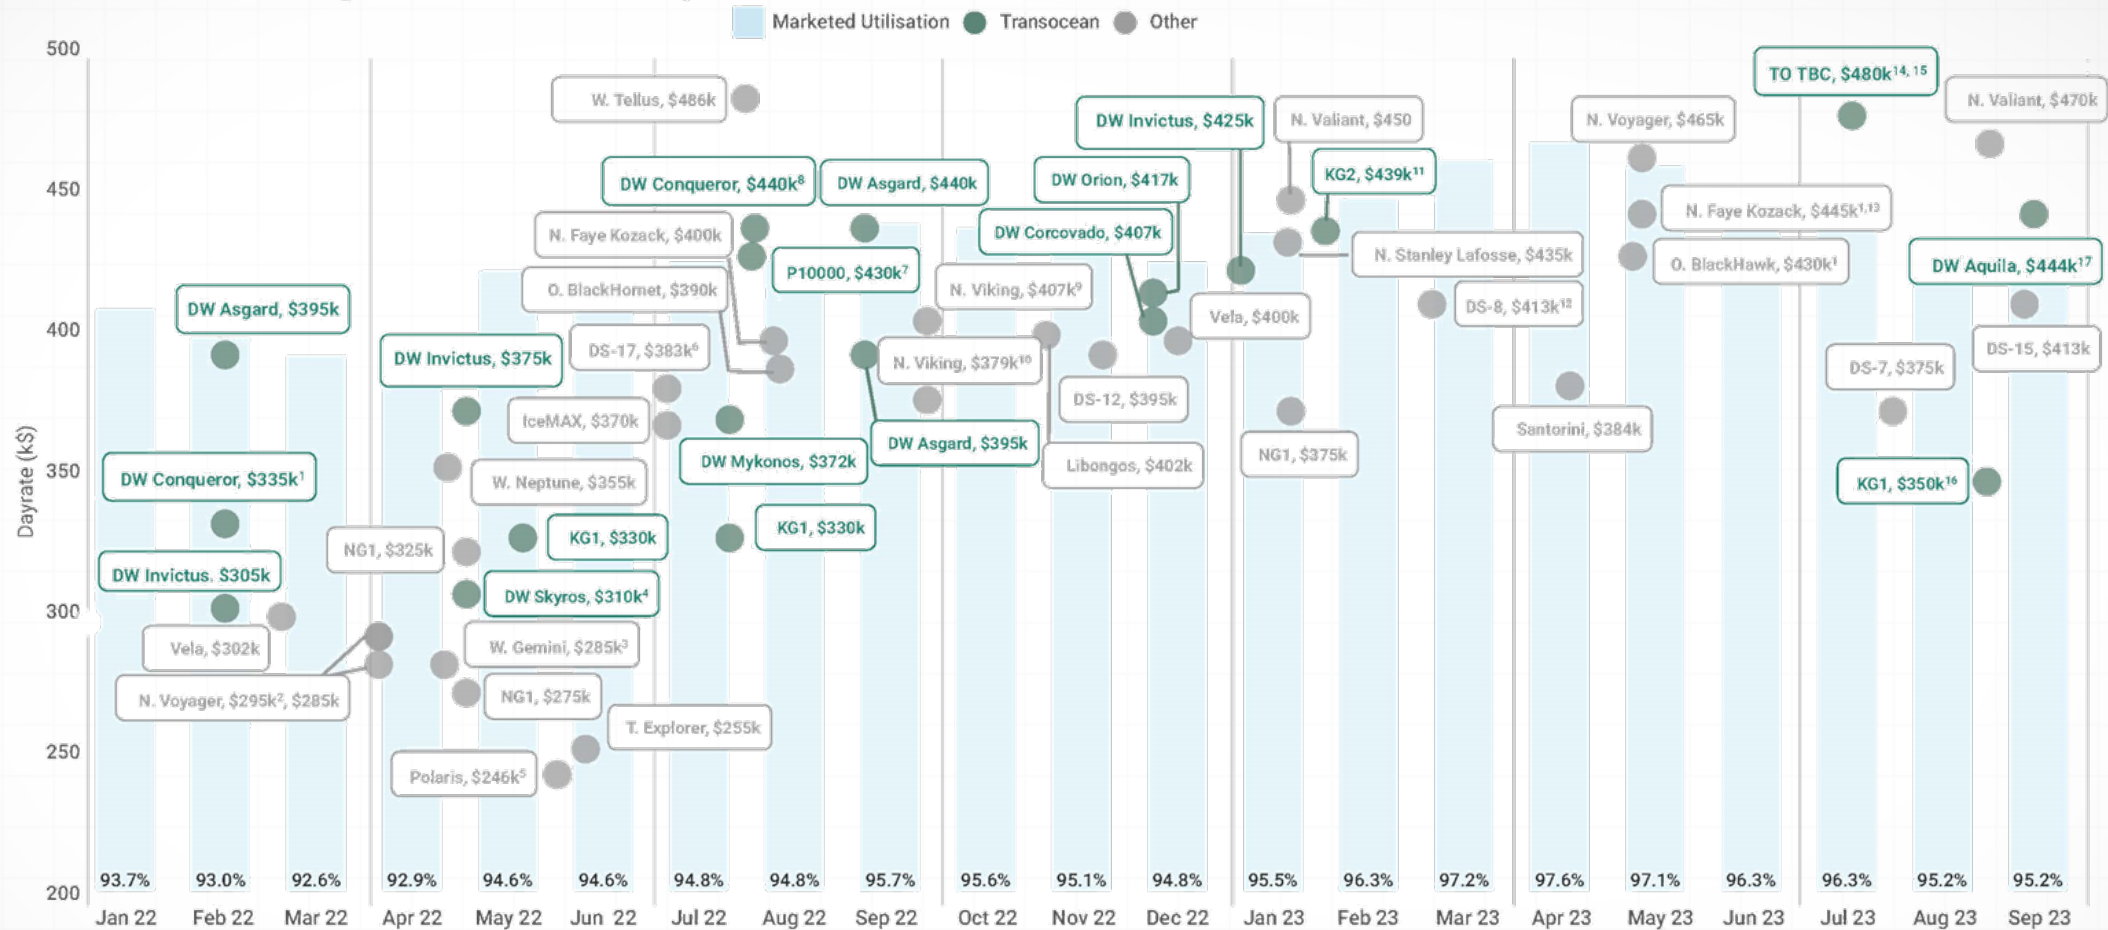 Marketed Utilisation Transocean Other
500
450
400
350
300
250
200
Dayrate (k$)
W. Tellus, $486k
DW Conqueror, $440k⁸
DW Asgard, $440k
N. Faye Kozack, $400k
P10000, $430k⁷
O. BlackHornet, $390k
DW Asgard, $395k
DW Invictus, $375k
DS-17, $383k⁶
IceMAX, $370k
DW Conqueror, $335k¹
W. Neptune, $355k
DW Mykonos, $372k
NG1, $325k
KG1, $330k
KG1, $330k
DW Invictus. $305k
DW Skyros, $310k⁴
Vela, $302k
W. Gemini, $285k³
N. Voyager, $295k², $285k
NG1, $275k
T. Explorer, $255k
Polaris, $246k⁵
DW Invictus, $425k
DW Orion, $417k
DW Corcovado, $407k
N. Viking, $407k⁹
N. Viking, $379k¹⁰
DW Asgard, $395k
DS-12, $395k
Libongos, $402k
Vela, $400k
N. Valiant, $450
KG2, $439k¹¹
N. Stanley Lafosse, $435k
DS-8, $413k¹²
NG1, $375k
Santorini, $384k
N. Voyager, $465k
N. Faye Kozack, $445k¹,¹³
O. BlackHawk, $430k¹
TO TBC, $480k¹⁴, ¹⁵
N. Valiant, $470k
DW Aquila, $444k¹⁷
DS-15, $413k
DS-7, $375k
KG1, $350k¹⁶
93.7% 93.0% 92.6% 92.9% 94.6% 94.6% 94.8% 94.8% 95.7% 95.6% 95.1% 94.8% 95.5% 96.3% 97.2% 97.6% 97.1% 96.3% 96.3% 95.2% 95.2%
Jan 22 Feb 22 Mar 22 Apr 22 May 22 Jun 22 Jul 22 Aug 22 Sep 22 Oct 22 Nov 22 Dec 22 Jan 23 Feb 23 Mar 23 Apr 23 May 23 Jun 23 Jul 23 Aug 23 Sep 23